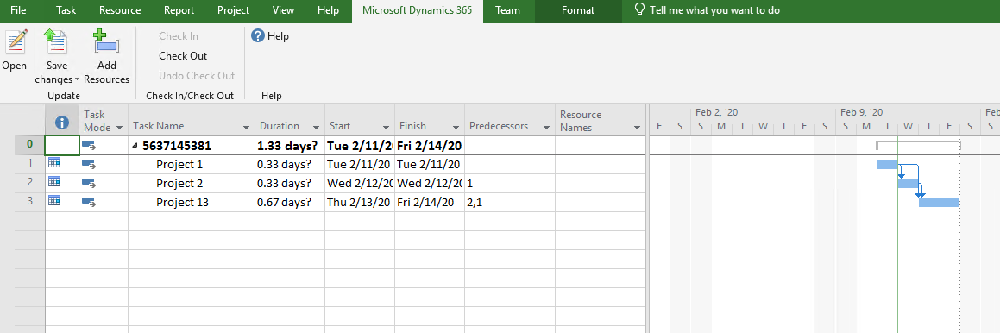 File Task Resource Report Project View Help Microsoft Dynamics 365 Team Format Tell me what you want to do
Open
Save changes
Add Resources
Update
Check In
Check Out
Undo Check Out
Check In/Check Out
Help
Help
Task Mode Task Name Duration Start Finish Predecessors Resource Names
Feb 2, '20 Feb 9, '20 Feb
F S S M T W T F S S M T W T F S S
0 5637145381 1.33 days? Tue 2/11/20 Fri 2/14/20
1 Project 1 0.33 days? Tue 2/11/20 Tue 2/11/20
2 Project 2 0.33 days? Wed 2/12/20 Wed 2/12/20 1
3 Project 13 0.67 days? Thu 2/13/20 Fri 2/14/20 2,1